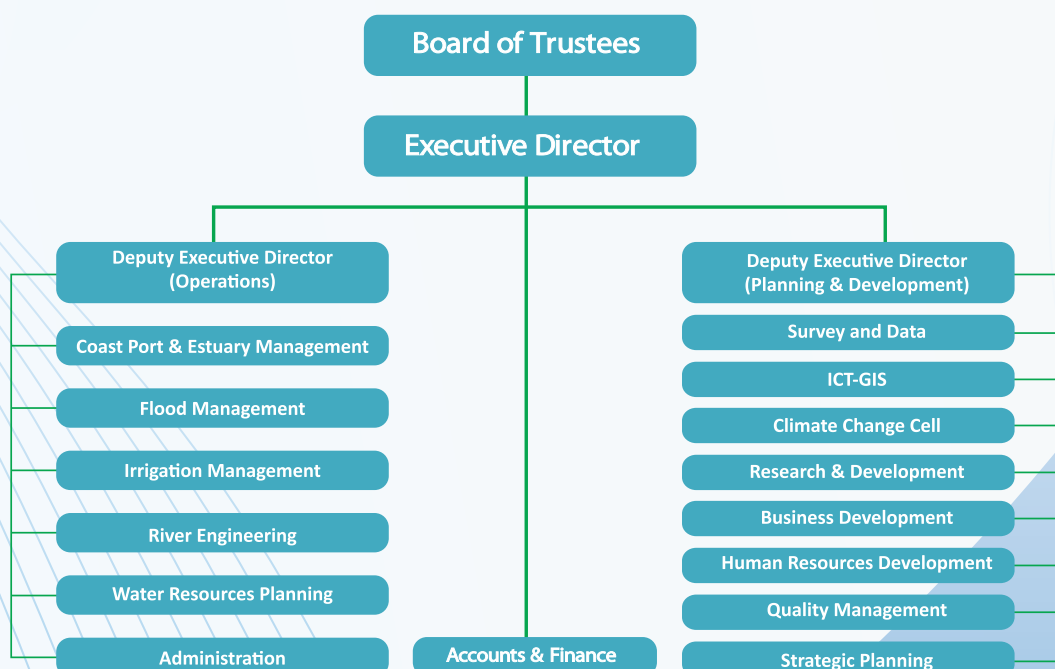 Board of Trustees
Executive Director
Deputy Executive Director
(Operations)
Coast Port & Estuary Management
Flood Management
Irrigation Management
River Engineering
Water Resources Planning
Administration
Accounts & Finance
Deputy Executive Director
(Planning & Development)
Survey and Data
ICT-GIS
Climate Change Cell
Research & Development
Business Development
Human Resources Development
Quality Management
Strategic Planning